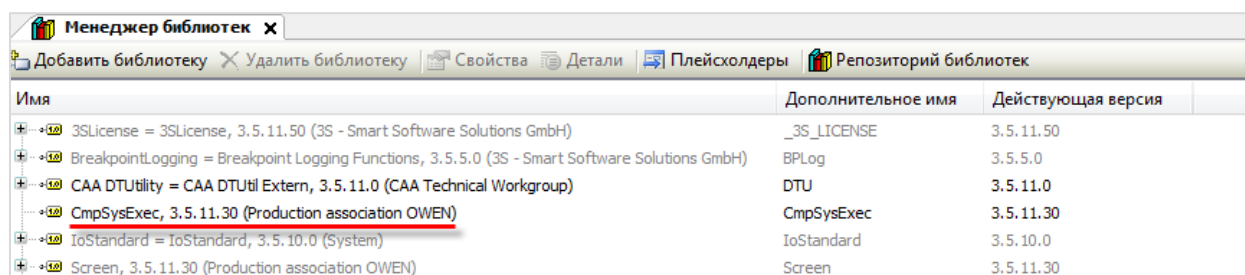 Менеджер библиотек X
Добавить библиотеку Удалить библиотеку Свойства Детали Плейсхолдеры Репозиторий библиотек
Имя Дополнительное имя Действующая версия
3SLicense = 3SLicense, 3.5.11.50 (3S - Smart Software Solutions GmbH) _3S_LICENSE 3.5.11.50
BreakpointLogging = Breakpoint Logging Functions, 3.5.5.0 (3S - Smart Software Solutions GmbH) BPLog 3.5.5.0
CAA DTUtility = CAA DTUtil Extern, 3.5.11.0 (CAA Technical Workgroup) DTU 3.5.11.0
CmpSysExec, 3.5.11.30 (Production association OWEN) CmpSysExec 3.5.11.30
IoStandard = IoStandard, 3.5.10.0 (System) IoStandard 3.5.10.0
Screen, 3.5.11.30 (Production association OWEN) Screen 3.5.11.30